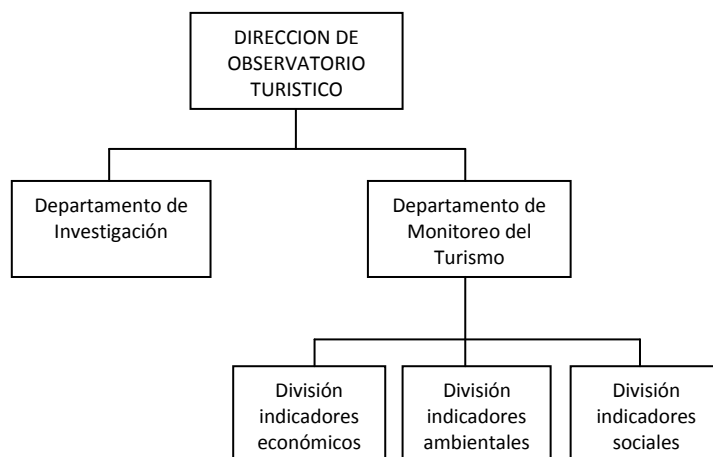 DIRECCION DE
OBSERVATORIO
TURISTICO
Departamento de
Investigación
Departamento de
Monitoreo del
Turismo
División
indicadores
económicos
División
indicadores
ambientales
División
indicadores
sociales